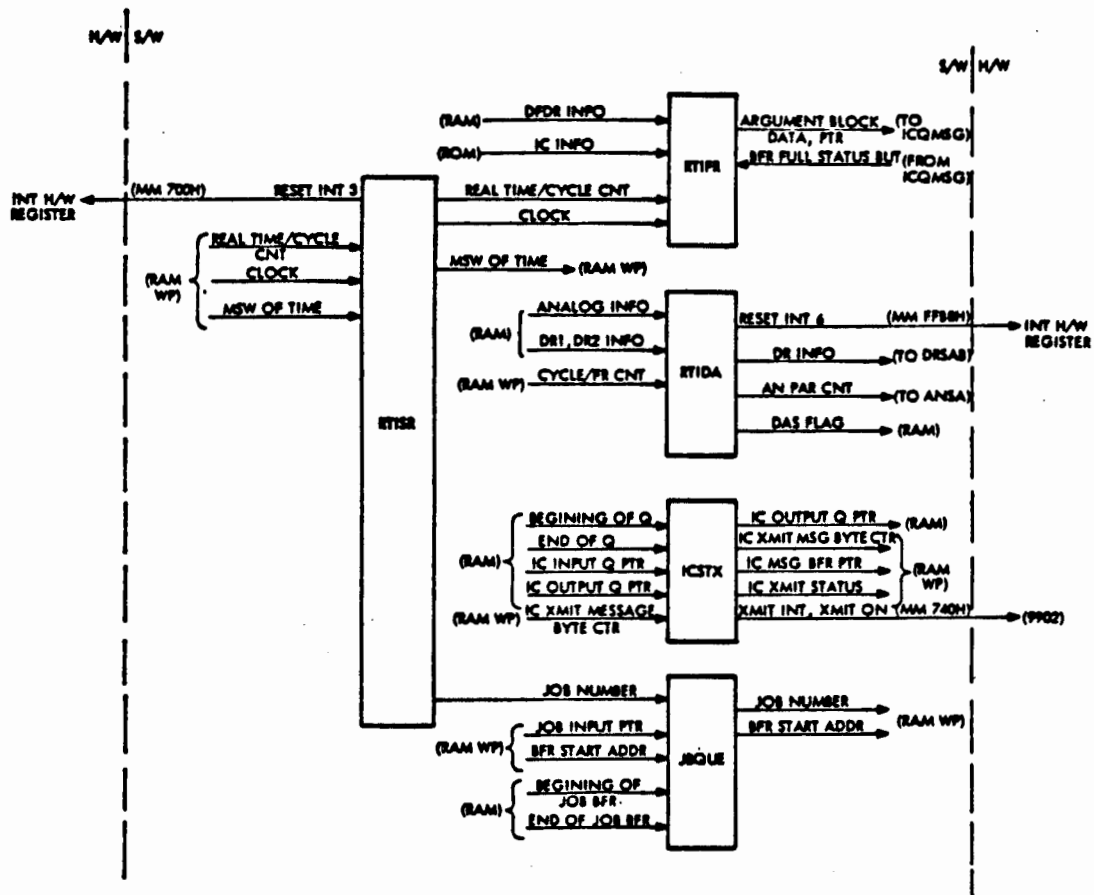 H/W S/W
S/W H/W
(RAM) DFDR INFO
(ROM) IC INFO
REAL TIME/CYCLE CNT
CLOCK
RTIPR
ARGUMENT BLOCK (TO
DATA, PTR ICQMSG)
BFR FULL STATUS BUT (FROM
ICQMSG)
INT H/W
REGISTER
(MM 700H) RESET INT 3
REAL TIME/CYCLE
CNT
CLOCK
MSW OF TIME
(RAM
WP)
RTISR
MSW OF TIME (RAM WP)
ANALOG INFO
(RAM)
DR1, DR2 INFO
(RAM WP) CYCLE/FR CNT
RTIDA
RESET INT 6 (MM FFB8H)
INT H/W
REGISTER
DR INFO (TO DRSAB)
AN PAR CNT (TO ANSA)
DAS FLAG (RAM)
BEGINING OF Q
END OF Q
(RAM)
IC INPUT Q PTR
IC OUTPUT Q PTR
(RAM WP) IC XMIT MESSAGE
BYTE CTR
ICSTX
IC OUTPUT Q PTR (RAM)
IC XMIT MSG BYTE CTR
IC MSG BFR PTR
IC XMIT STATUS
(RAM
WP)
XMIT INT, XMIT ON (MM 740H) (9902)
JOB NUMBER
JOB INPUT PTR
(RAM WP)
BFR START ADDR
BEGINING OF
JOB BFR.
(RAM)
END OF JOB BFR
JBQUE
JOB NUMBER
(RAM WP)
BFR START ADDR